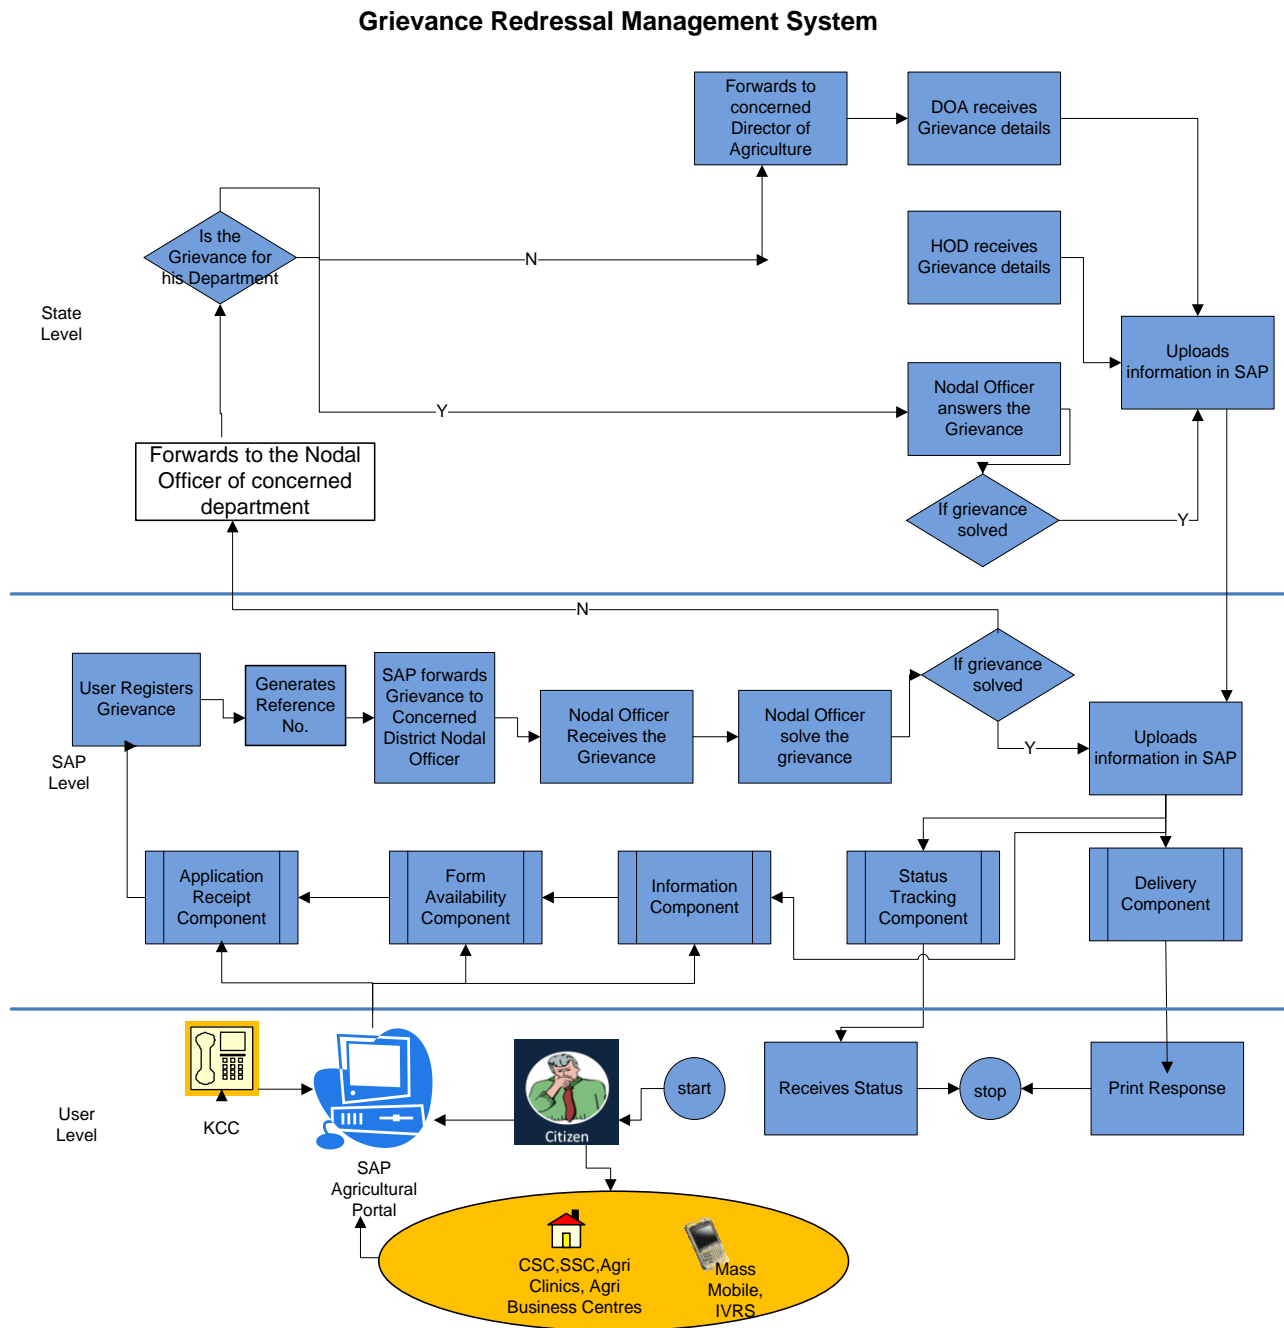 Grievance Redressal Management System
Forwards to
concerned
Director of
Agriculture
DOA receives
Grievance details
Is the
Grievance for
his Department
N
HOD receives
Grievance details
State
Level
Uploads
information in SAP
Y
Nodal Officer
answers the
Grievance
Forwards to the Nodal
Officer of concerned
department
If grievance
solved
Y
N
User Registers
Grievance
Generates
Reference
No.
SAP forwards
Grievance to
Concerned
District Nodal
Officer
Nodal Officer
Receives the
Grievance
Nodal Officer
solve the
grievance
If grievance
solved
Y
Uploads
information in SAP
SAP
Level
Application
Receipt
Component
Form
Availability
Component
Information
Component
Status
Tracking
Component
Delivery
Component
User
Level
KCC
SAP
Agricultural
Portal
Citizen
start
Receives Status
stop
Print Response
CSC,SSC,Agri
Clinics, Agri
Business Centres
Mass
Mobile,
IVRS